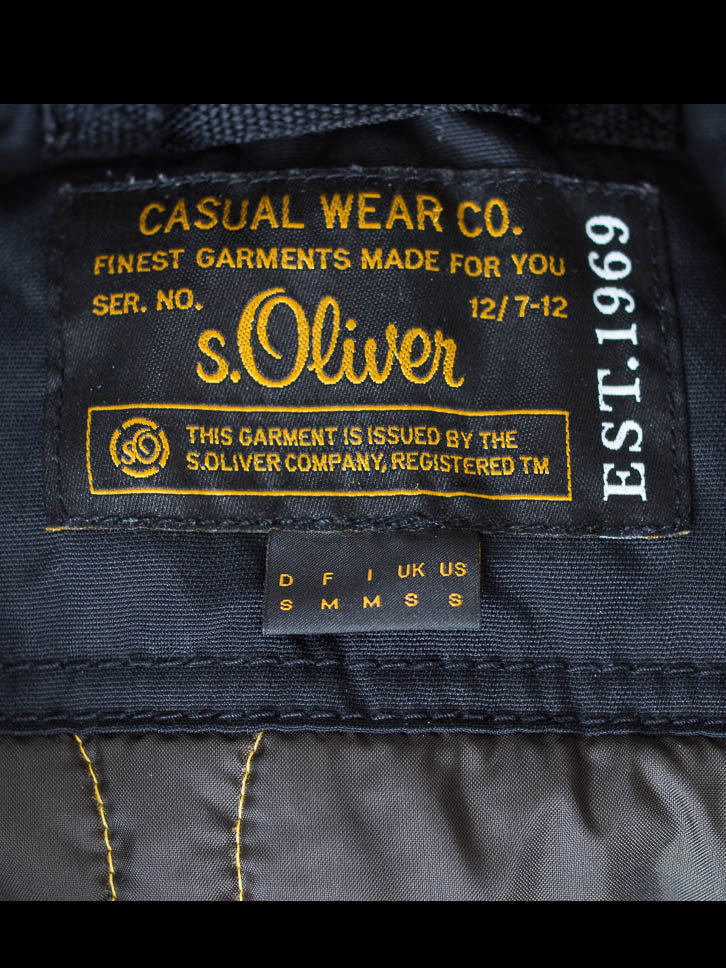 CASUAL WEAR CO.
FINEST GARMENTS MADE FOR YOU
SER. NO. 12/7-12
s.Oliver
sO THIS GARMENT IS ISSUED BY THE
S.OLIVER COMPANY, REGISTERED TM
EST.1969
D F I UK US
S M M S S